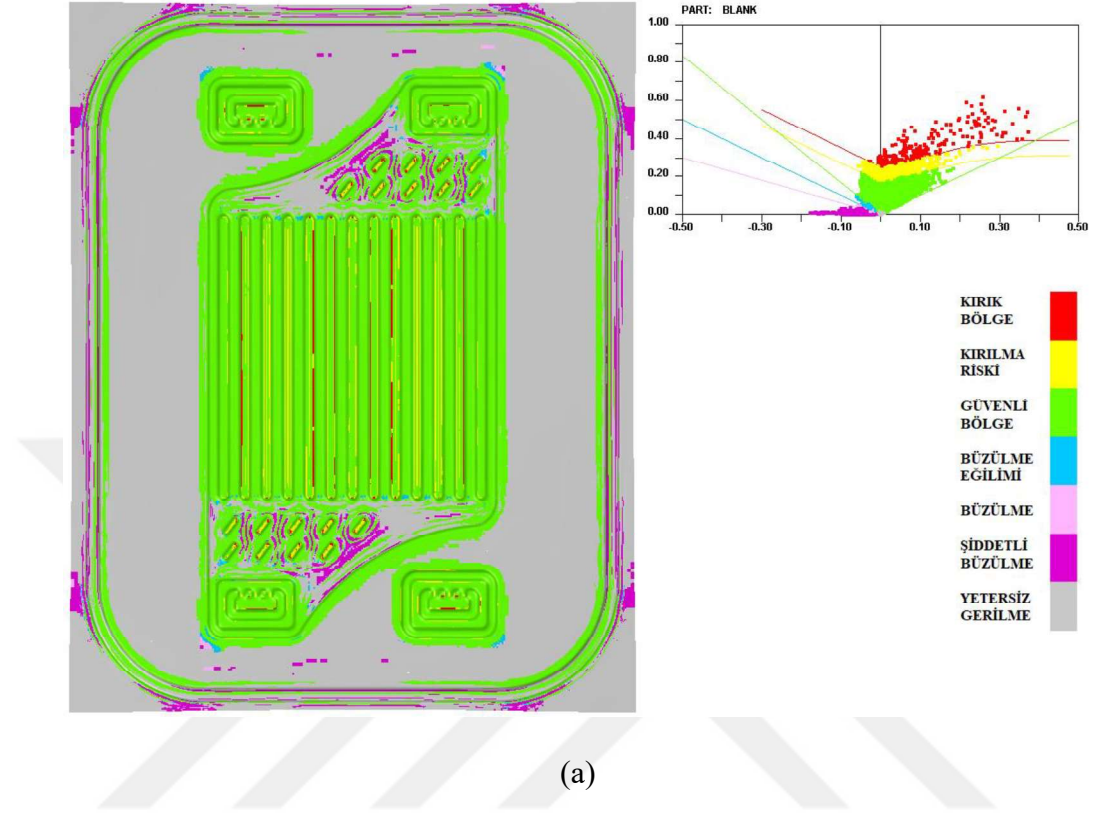 PART: BLANK
1.00
0.80
0.60
0.40
0.20
0.00
-0.50
-0.30
-0.10
0.10
0.30
0.50
KIRIK
BÖLGE
KIRILMA
RİSKİ
GÜVENLİ
BÖLGE
BÜZÜLME
EĞİLİMİ
BÜZÜLME
ŞİDDETLİ
BÜZÜLME
YETERSİZ
GERİLME
(a)